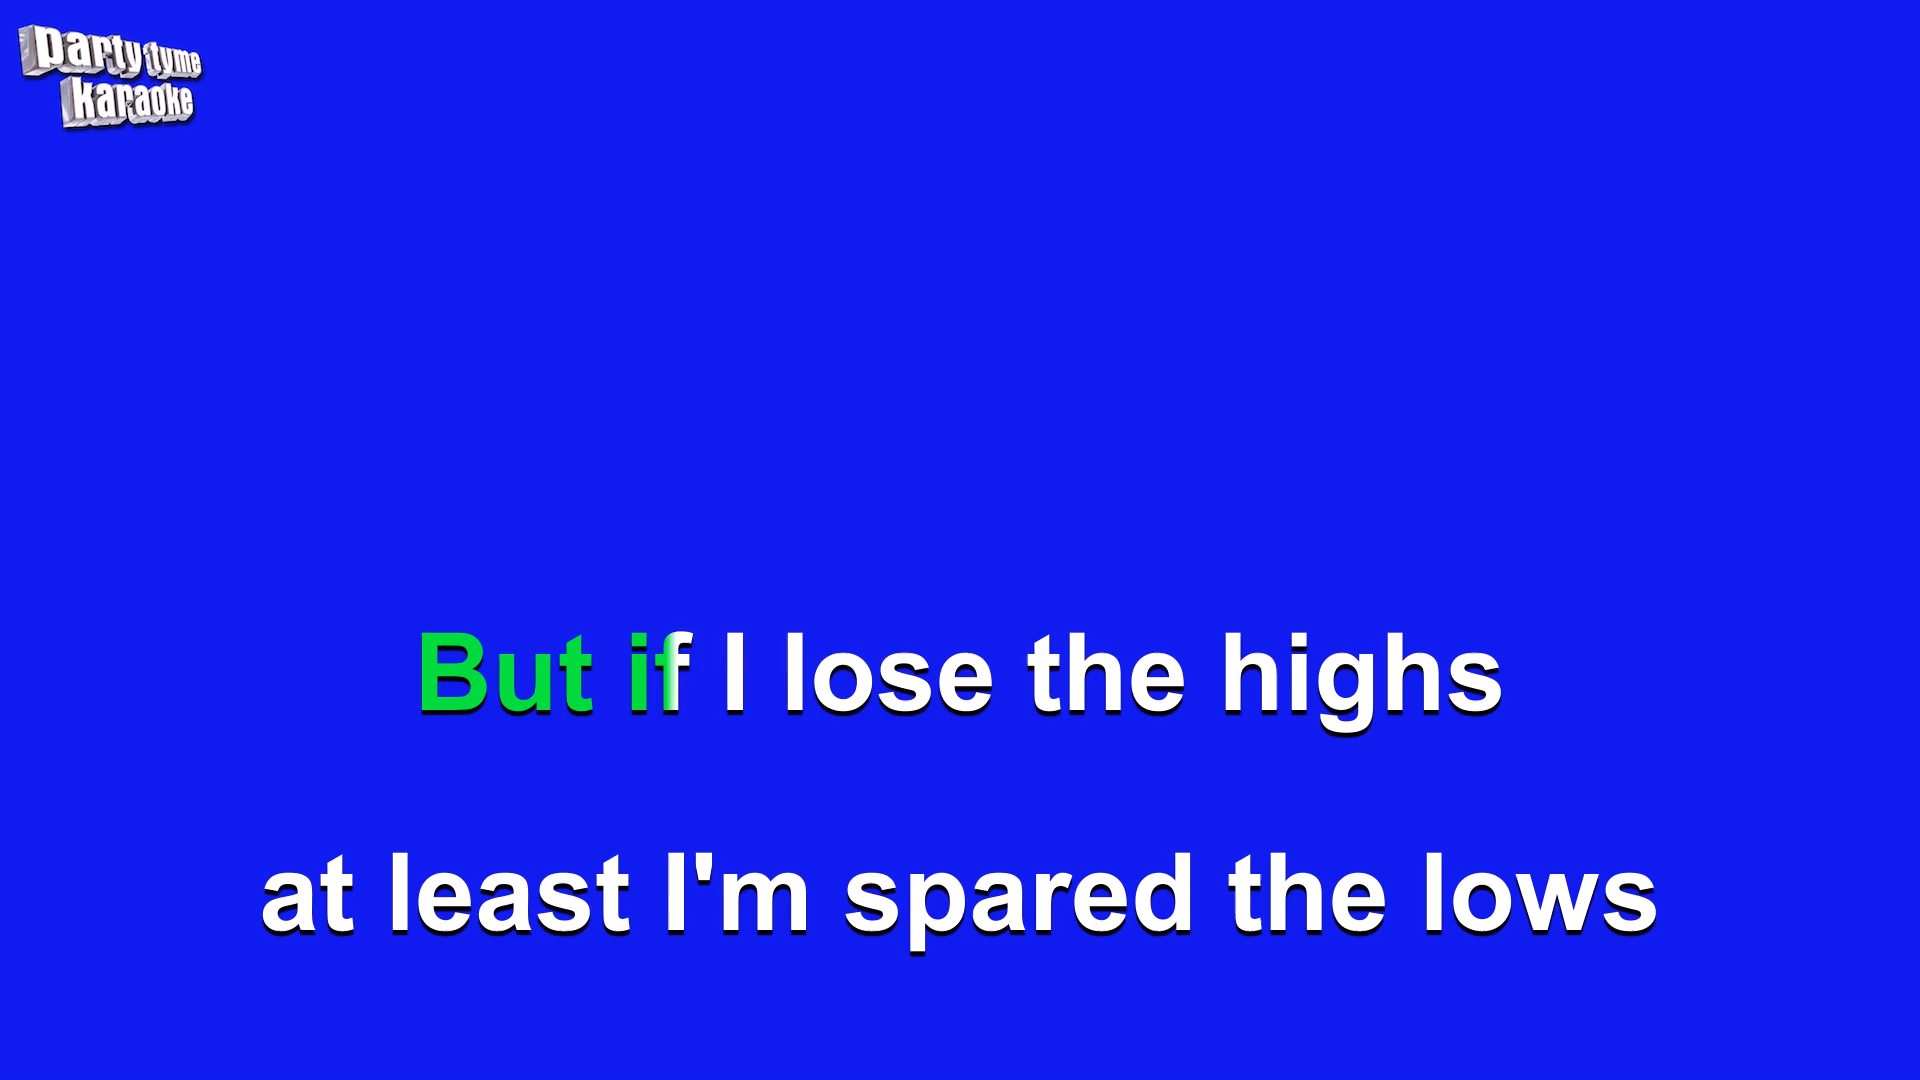 party tyme
karaoke
But if I lose the highs
at least I'm spared the lows